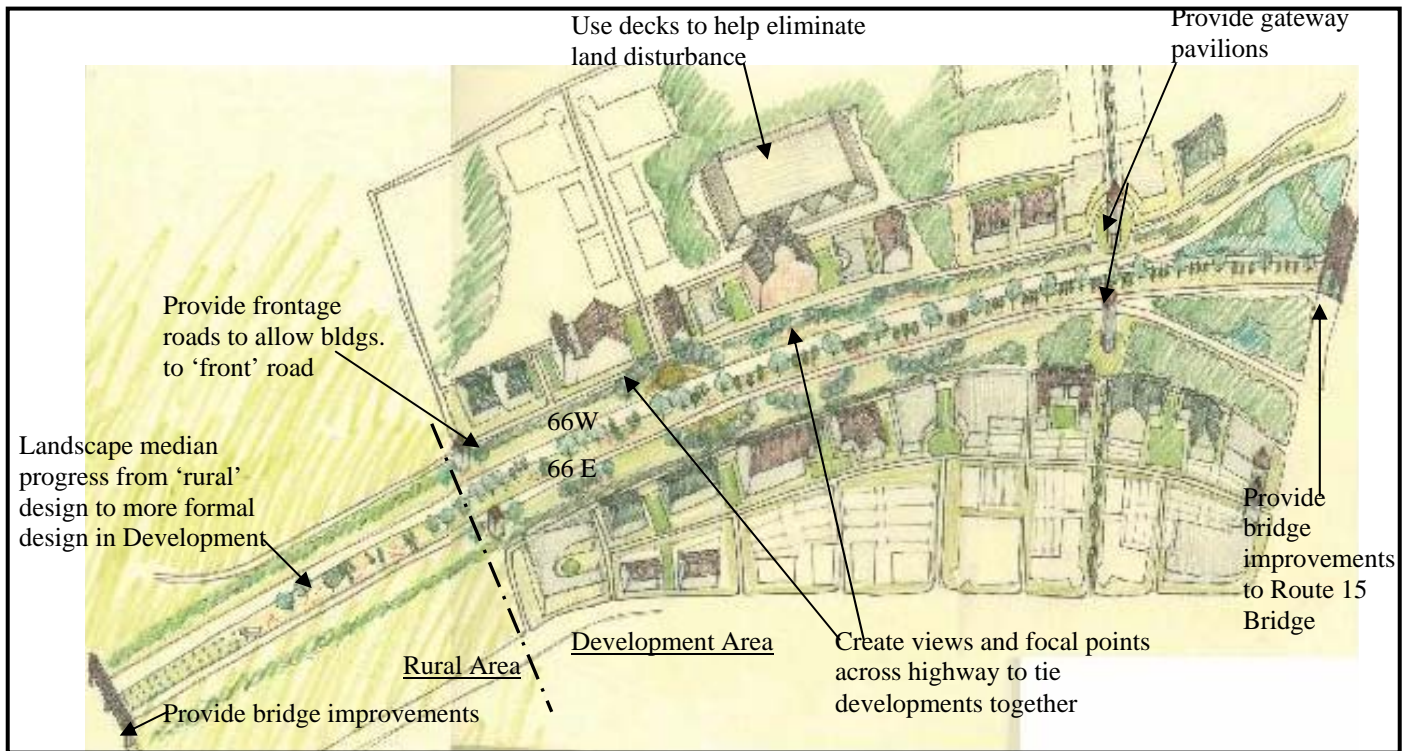 Use decks to help eliminate
land disturbance
Provide gateway
pavilions
Provide frontage
roads to allow bldgs.
to ‘front’ road
66W
66 E
Landscape median
progress from ‘rural’
design to more formal
design in Development
Provide
bridge
improvements
to Route 15
Bridge
Rural Area
Development Area
Create views and focal points
across highway to tie
developments together
Provide bridge improvements